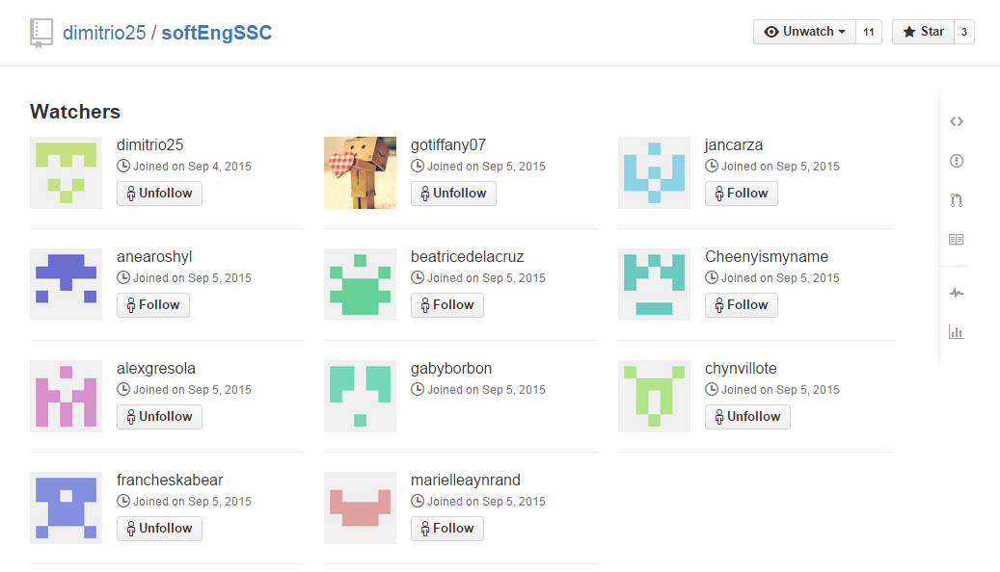 dimitrio25 / softEngSSC
Unwatch 11 Star 3
Watchers
dimitrio25
Joined on Sep 4, 2015
Unfollow
gotiffany07
Joined on Sep 5, 2015
Unfollow
jancarza
Joined on Sep 5, 2015
Follow
anearoshyl
Joined on Sep 5, 2015
Follow
beatricedelacruz
Joined on Sep 5, 2015
Follow
Cheenyismyname
Joined on Sep 5, 2015
Follow
alexgresola
Joined on Sep 5, 2015
Unfollow
gabyborbon
Joined on Sep 5, 2015
chynvillote
Joined on Sep 5, 2015
Unfollow
francheskabear
Joined on Sep 5, 2015
Unfollow
marielleaynrand
Joined on Sep 5, 2015
Follow